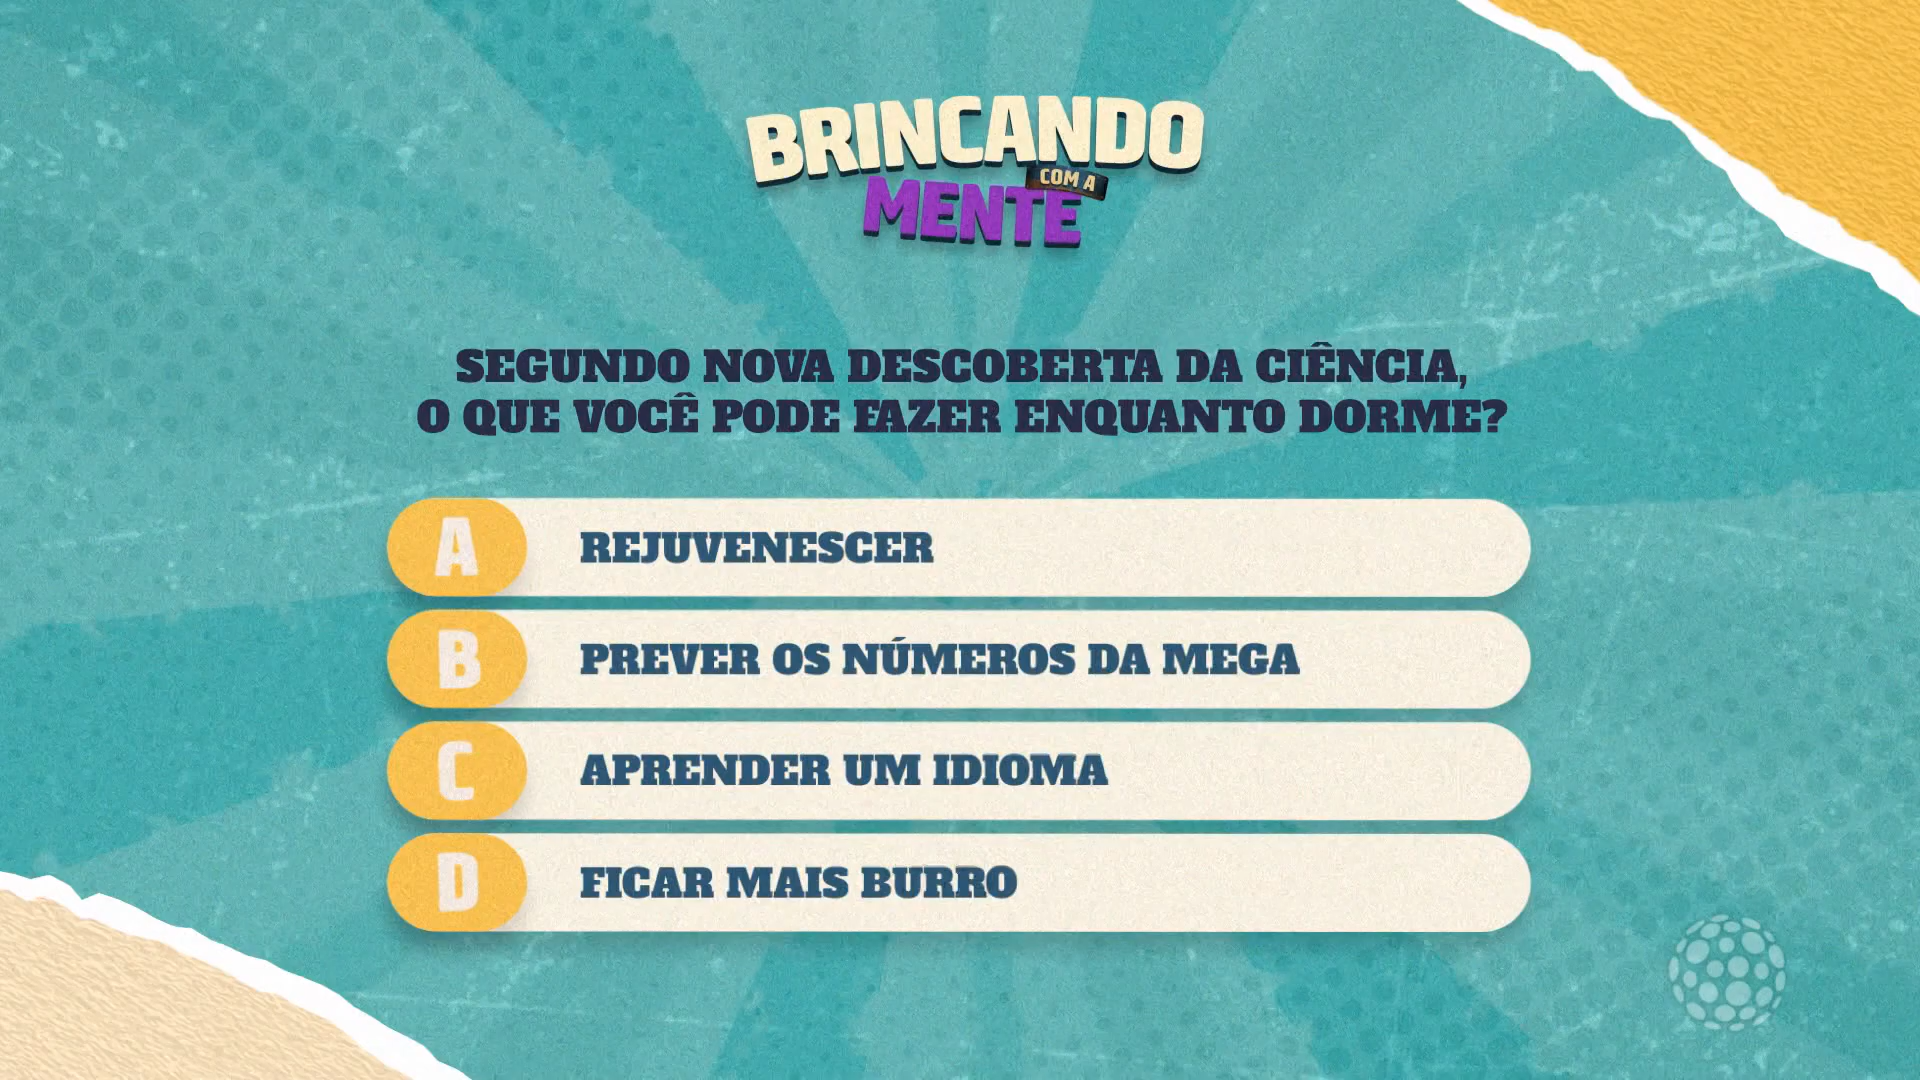 BRINCANDO
COM A
MENTE
SEGUNDO NOVA DESCOBERTA DA CIÊNCIA,
O QUE VOCÊ PODE FAZER ENQUANTO DORME?
A REJUVENESCER
B PREVER OS NÚMEROS DA MEGA
C APRENDER UM IDIOMA
D FICAR MAIS BURRO